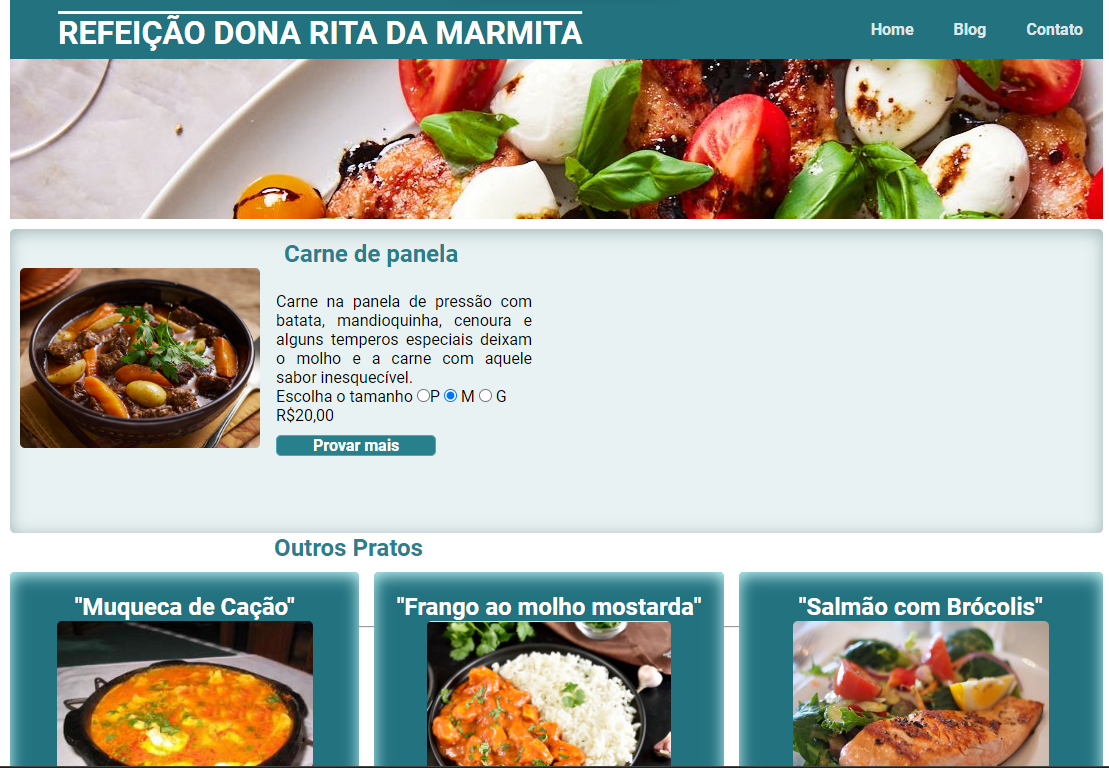 REFEIÇÃO DONA RITA DA MARMITA
Home Blog Contato
Carne de panela
Carne na panela de pressão com
batata, mandioquinha, cenoura e
alguns temperos especiais deixam
o molho e a carne com aquele
sabor inesquecível.
Escolha o tamanho P M G
R$20,00
Provar mais
Outros Pratos
"Muqueca de Cação"
"Frango ao molho mostarda"
"Salmão com Brócolis"